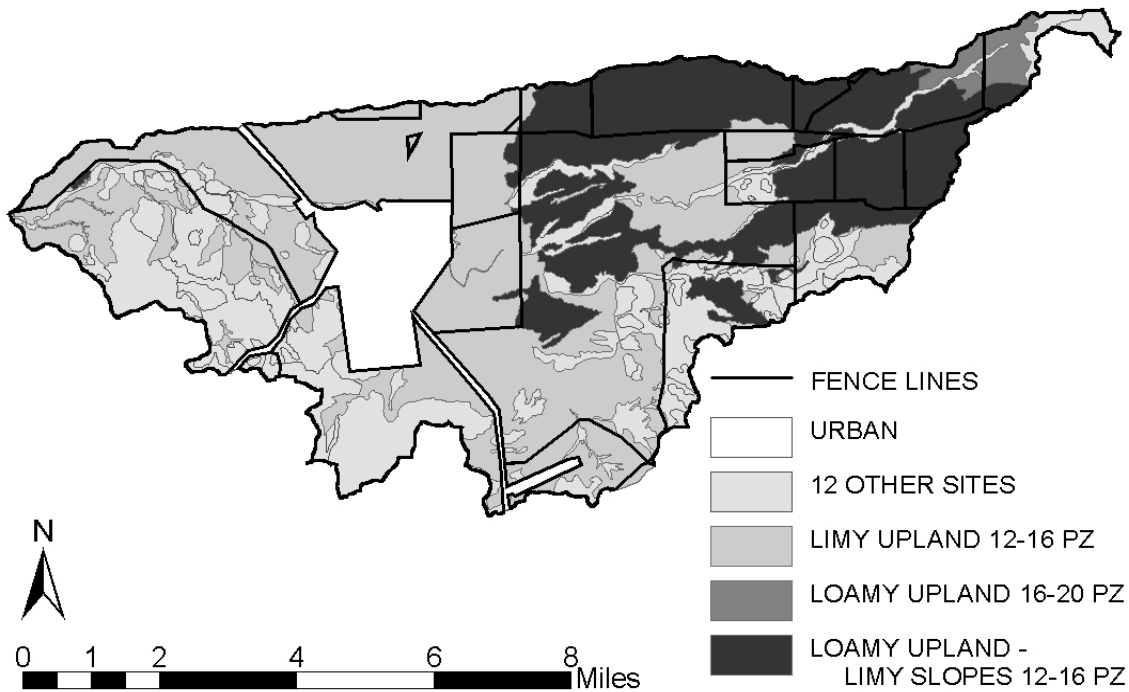 FENCE LINES
URBAN
12 OTHER SITES
LIMY UPLAND 12-16 PZ
LOAMY UPLAND 16-20 PZ
LOAMY UPLAND -
LIMY SLOPES 12-16 PZ
N
0 1 2 4 6 8
Miles